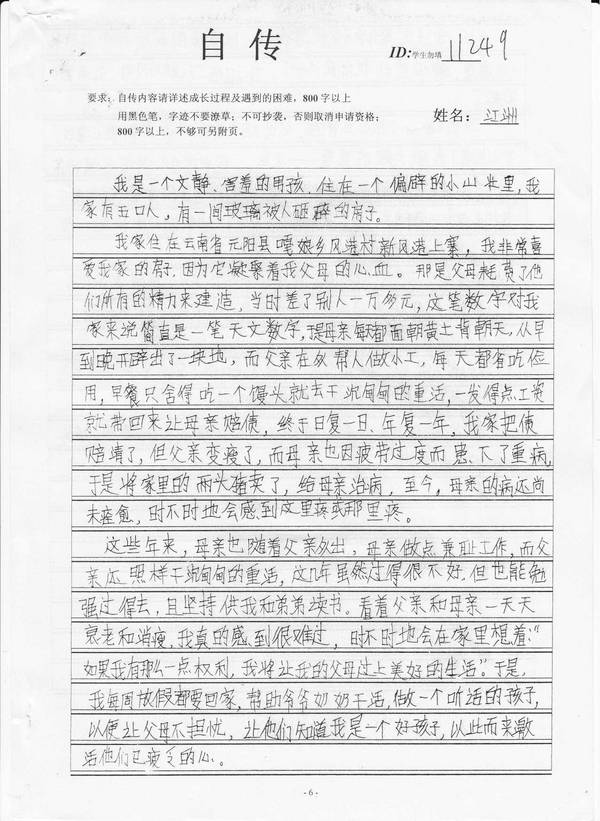 自传
ID:学生勿填 11249
要求：自传内容请详述成长过程及遇到的困难，800字以上
用黑色笔，字迹不要潦草；不可抄袭，否则取消申请资格；
800字以上，不够可另附页。
姓名：江洲
我是一个文静、害羞的男孩，住在一个偏辟的小山庄里，我
家有五口人，有一间玻璃被人砸碎的房子。
我家住在云南省元阳县嘎娘乡风港村新风港上寨，我非常喜
爱我家的房子，因为它凝聚着我父母的心血。那是父母耗费了他
们所有的精力来建造，当时差了别人一万多元，这笔数字对我
家来说简直是一笔天文数字，于是母亲每天都面朝黄土背朝天，从早
到晚开辟出了一块地，而父亲在外帮人做小工，每天都省吃俭
用，早餐只舍得吃一个馒头就去干沉甸甸的重活，一发得点工资
就带回来让母亲赔债，终于日复一日、年复一年，我家把债
赔清了，但父亲变瘦了，而母亲也因疲带过度而患下了重病，
于是将家里的两头猪卖了，给母亲治病，至今，母亲的病还尚
未痊愈，时不时地会感到这里疼或那里疼。
这些年来，母亲也随着父亲外出，母亲做点兼职工作，而父
亲还照样干沉甸甸的重活，这几年虽然过得很不好，但也能勉
强过得去，且坚持供我和弟弟读书。看着父亲和母亲一天天
衰老和消瘦，我真的感到很难过，时不时地会在家里想着：“
如果我有那么一点权利，我将让我的父母过上美好的生活”。于是，
我每周放假都要回家，帮助爷爷奶奶干活，做一个听话的孩子，
以便让父母不担忧，让他们知道我是一个好孩子，以此而来激
活他们已疲乏的心。
- 6 -